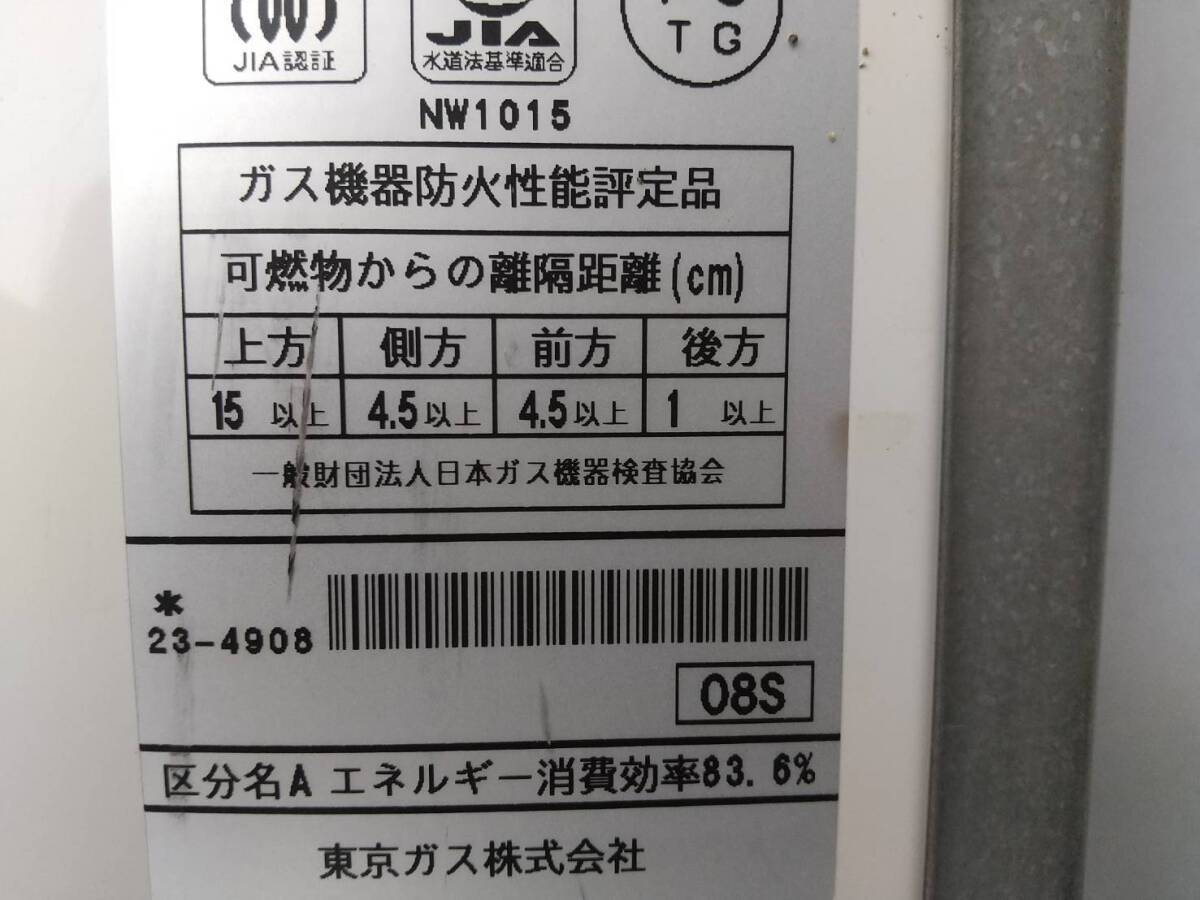 JIA認証
JIA
水道法基準適合
TG
NW1015
ガス機器防火性能評定品
可燃物からの離隔距離(cm)
上方 側方 前方 後方
15 以上 4.5以上 4.5以上 1 以上
一般財団法人日本ガス機器検査協会
*
23-4908
08S
区分名A エネルギー消費効率83.6%
東京ガス株式会社